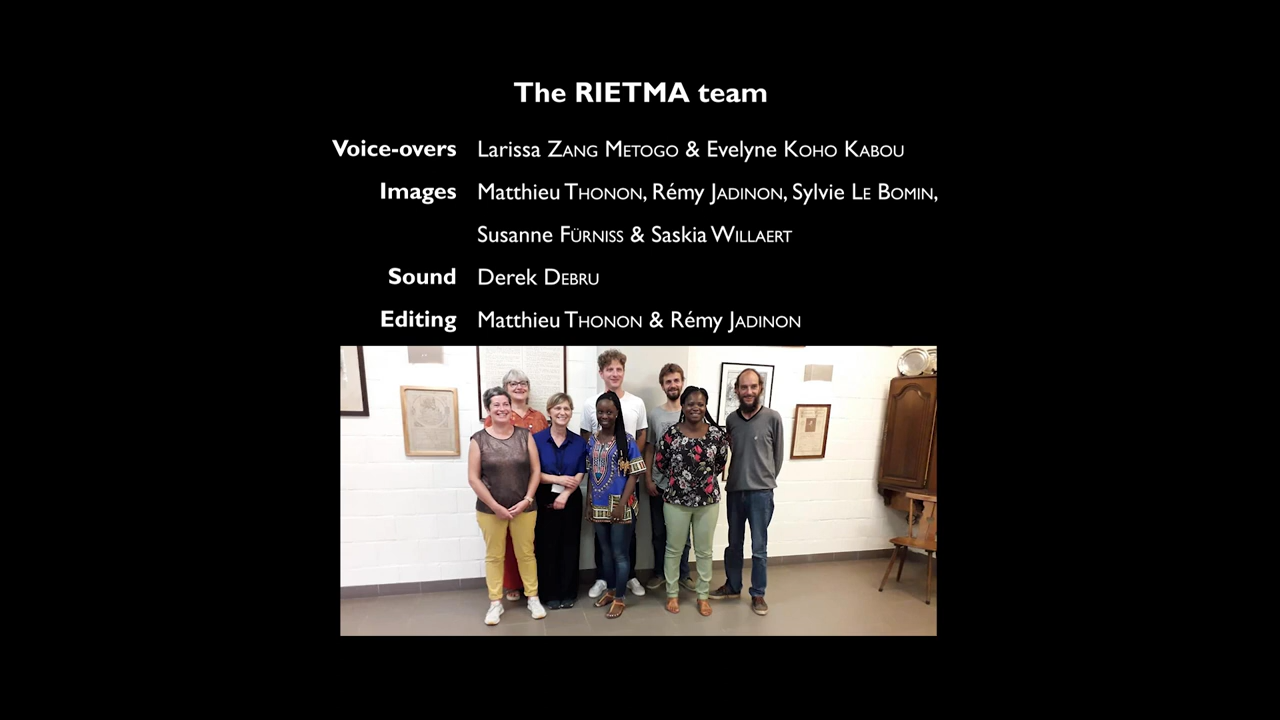 The RIETMA team
Voice-overs Larissa ZANG METOGO & Evelyne KOHO KABOU
Images Matthieu THONON, Rémy JADINON, Sylvie LE BOMIN,
Susanne FÜRNISS & Saskia WILLAERT
Sound Derek DEBRU
Editing Matthieu THONON & Rémy JADINON